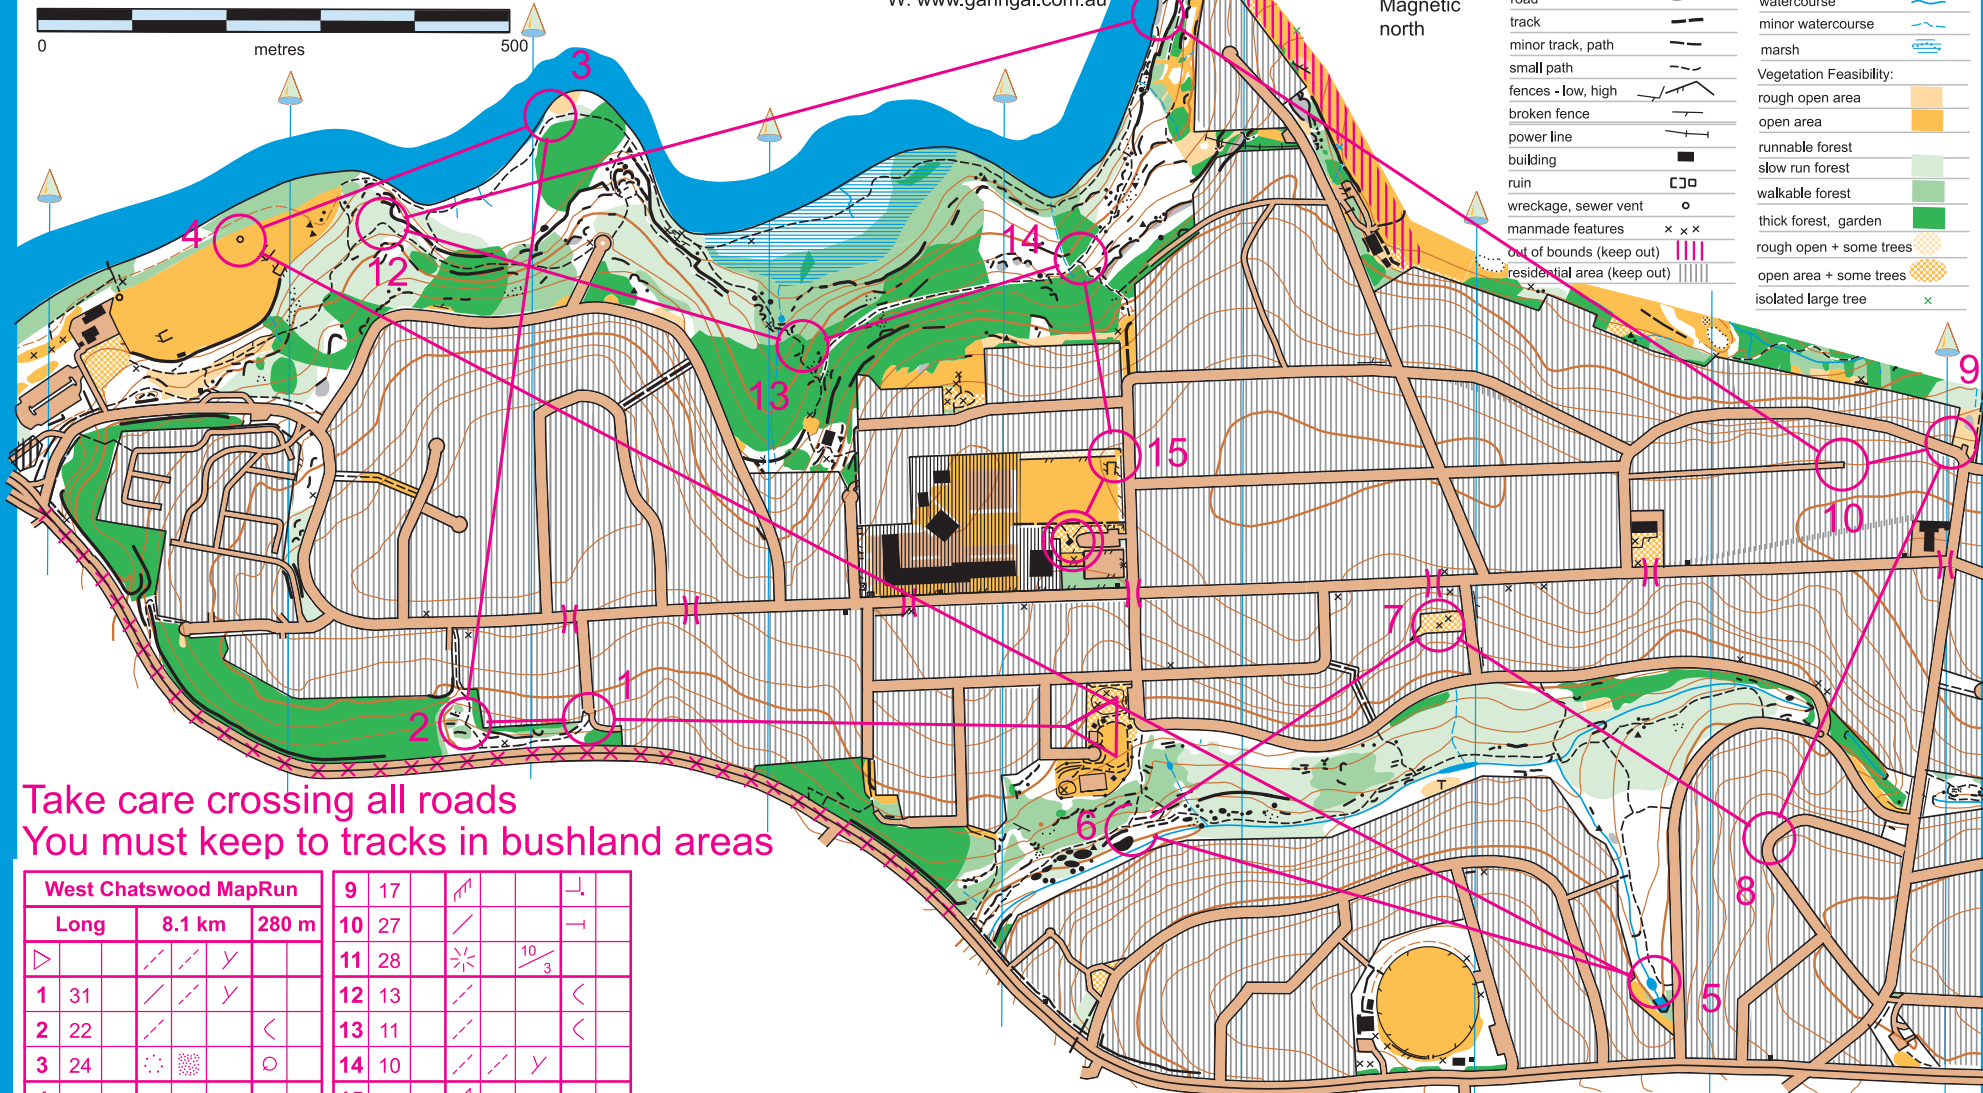 W: www.garingal.com.au
Magnetic
north
0 metres 500
road
track
minor track, path
small path
fences - low, high
broken fence
power line
building
ruin
wreckage, sewer vent
manmade features
out of bounds (keep out)
residential area (keep out)
watercourse
minor watercourse
marsh
Vegetation Feasibility:
rough open area
open area
runnable forest
slow run forest
walkable forest
thick forest, garden
rough open + some trees
open area + some trees
isolated large tree
3
4
12
14
13
15
9
10
7
1
2
6
8
5
Take care crossing all roads
You must keep to tracks in bushland areas
West Chatswood MapRun
Long 8.1 km 280 m
1 31
2 22
3 24
9 17
10 27
11 28 10/3
12 13
13 11
14 10